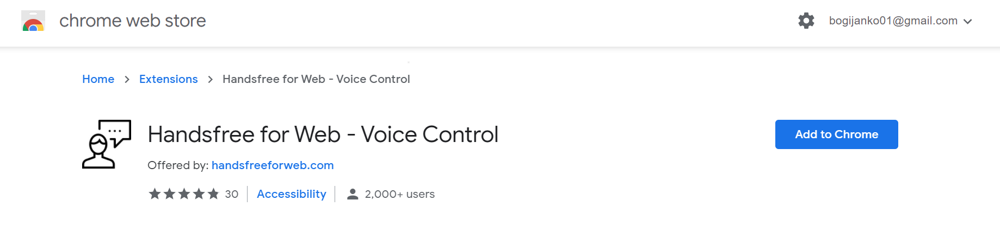 chrome web store
bogijanko01@gmail.com
Home > Extensions > Handsfree for Web - Voice Control
Handsfree for Web - Voice Control
Add to Chrome
Offered by: handsfreeforweb.com
30 | Accessibility | 2,000+ users